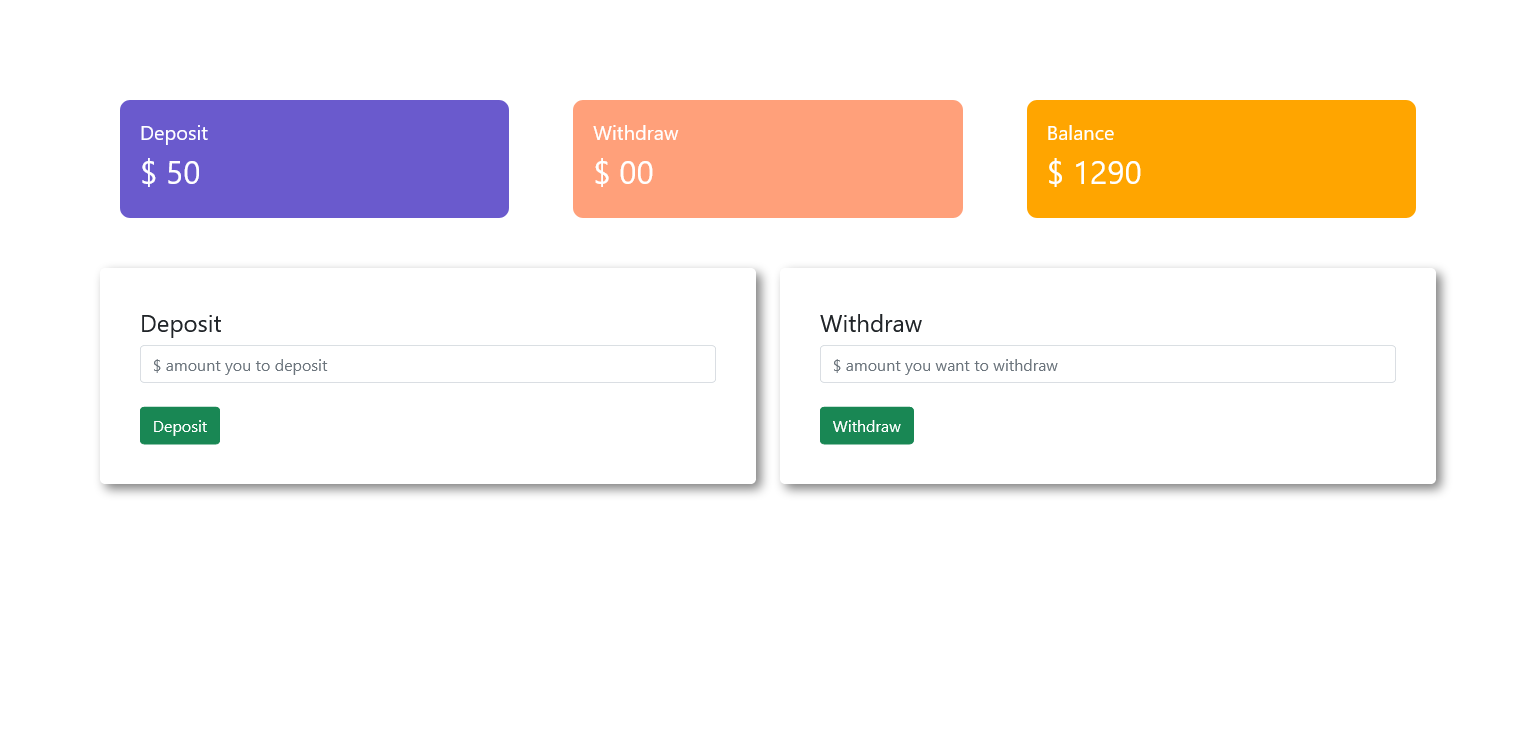 Deposit
$ 50
Withdraw
$ 00
Balance
$ 1290
Deposit
$ amount you to deposit
Deposit
Withdraw
$ amount you want to withdraw
Withdraw